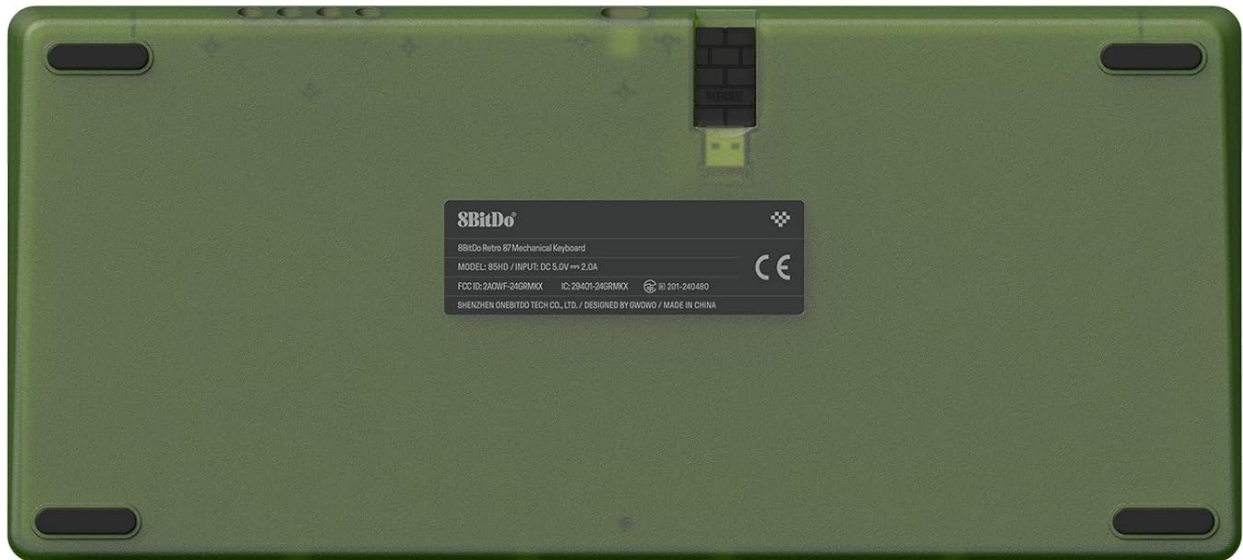 8BitDo®
8BitDo Retro 87 Mechanical Keyboard
MODEL: 85HD / INPUT: DC 5.0V ⎓ 2.0A
CE
FCC ID: 2AOWF-24GRMKX IC: 29401-24GRMKX R 201-240480
SHENZHEN ONEBITDO TECH CO., LTD. / DESIGNED BY GWOWO / MADE IN CHINA